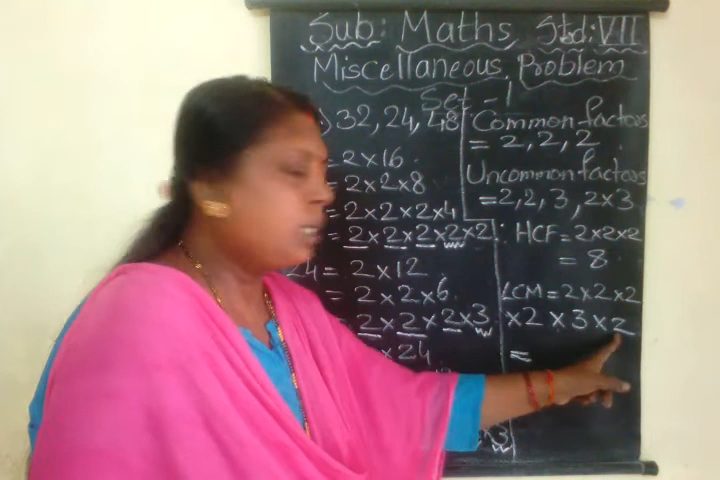 Sub: Maths Std: VII
Miscellaneous Problem
Set - 1
) 32, 24, 48
= 2 × 16
= 2 × 2 × 8
= 2 × 2 × 2 × 4
= 2 × 2 × 2 × 2 × 2
24 = 2 × 12
= 2 × 2 × 6
= 2 × 2 × 2 × 3
× 24
× 3
Common factors
= 2, 2, 2
Uncommon factors
= 2, 2, 3, 2 × 3
∴ HCF = 2 × 2 × 2
= 8
LCM = 2 × 2 × 2
× 2 × 3 × 2
=